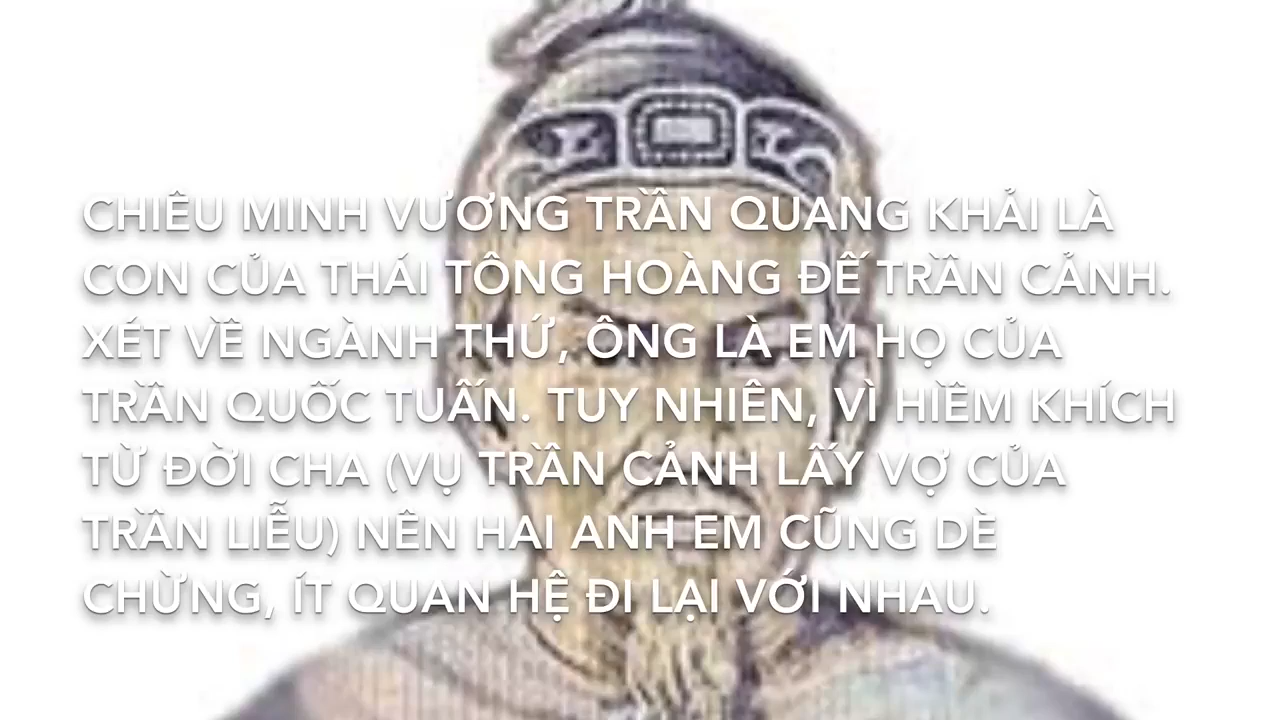 CHIÊU MINH VƯƠNG TRẦN QUANG KHẢI LÀ
CON CỦA THÁI TÔNG HOÀNG ĐẾ TRẦN CẢNH.
XÉT VỀ NGÀNH THỨ, ÔNG LÀ EM HỌ CỦA
TRẦN QUỐC TUẤN. TUY NHIÊN, VÌ HIỀM KHÍCH
TỪ ĐỜI CHA (VỤ TRẦN CẢNH LẤY VỢ CỦA
TRẦN LIỄU) NÊN HAI ANH EM CŨNG DÈ
CHỪNG, ÍT QUAN HỆ ĐI LẠI VỚI NHAU.